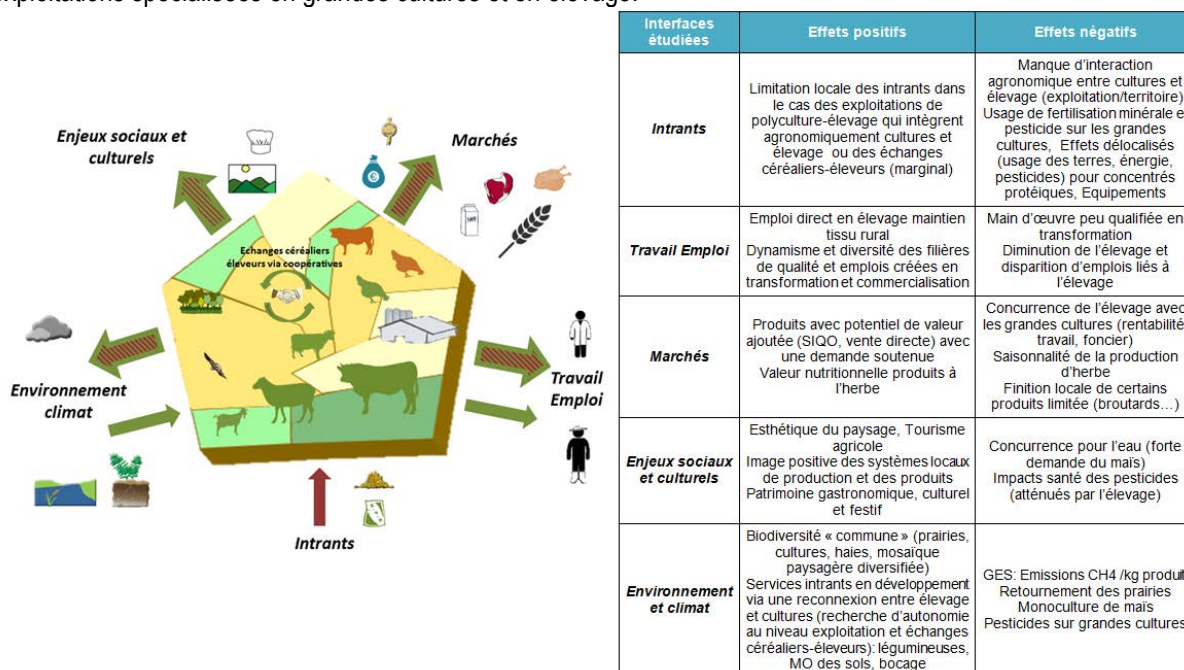 exploitations spécialisées en grandes cultures et en élevage.
Enjeux sociaux et
culturels
Marchés
Echanges céréaliers
éleveurs via coopératives
Environnement
climat
Travail
Emploi
Intrants
Interfaces
étudiées
Effets positifs
Effets négatifs
Intrants
Limitation locale des intrants dans
le cas des exploitations de
polyculture-élevage qui intègrent
agronomiquement cultures et
élevage ou des échanges
céréaliers-éleveurs (marginal)
Manque d'interaction
agronomique entre cultures et
élevage (exploitation/territoire)
Usage de fertilisation minérale e
pesticide sur les grandes
cultures, Effets délocalisés
(usage des terres, énergie,
pesticides) pour concentrés
protéiques, Equipements
Travail Emploi
Emploi direct en élevage maintien
tissu rural
Dynamisme et diversité des filières
de qualité et emplois créées en
transformation et commercialisation
Main d'œuvre peu qualifiée en
transformation
Diminution de l'élevage et
disparition d'emplois liés à
l'élevage
Marchés
Produits avec potentiel de valeur
ajoutée (SIQO, vente directe) avec
une demande soutenue
Valeur nutritionnelle produits à
l'herbe
Concurrence de l'élevage avec
les grandes cultures (rentabilité
travail, foncier)
Saisonnalité de la production
d'herbe
Finition locale de certains
produits limitée (broutards…)
Enjeux sociaux
et culturels
Esthétique du paysage, Tourisme
agricole
Image positive des systèmes locaux
de production et des produits
Patrimoine gastronomique, culturel
et festif
Concurrence pour l'eau (forte
demande du maïs)
Impacts santé des pesticides
(atténués par l'élevage)
Environnement
et climat
Biodiversité « commune » (prairies,
cultures, haies, mosaïque
paysagère diversifiée)
Services intrants en développement
via une reconnexion entre élevage
et cultures (recherche d'autonomie
au niveau exploitation et échanges
céréaliers-éleveurs): légumineuses,
MO des sols, bocage
GES: Emissions CH4 /kg produit
Retournement des prairies
Monoculture de maïs
Pesticides sur grandes cultures